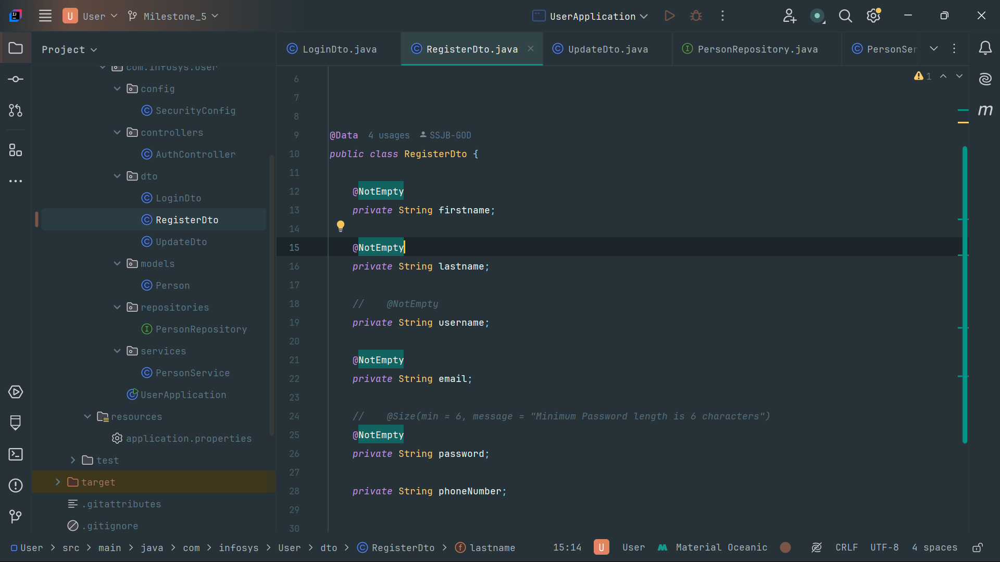 U User Milestone_5 UserApplication
Project
LoginDto.java RegisterDto.java UpdateDto.java PersonRepository.java PersonSer
com.infosys.User
config
SecurityConfig
controllers
AuthController
dto
LoginDto
RegisterDto
UpdateDto
models
Person
repositories
PersonRepository
services
PersonService
UserApplication
resources
application.properties
test
target
.gitattributes
.gitignore
1
6
7
8
9 @Data 4 usages SSJB-GOD
10 public class RegisterDto {
11
12 @NotEmpty
13 private String firstname;
14
15 @NotEmpty
16 private String lastname;
17
18 // @NotEmpty
19 private String username;
20
21 @NotEmpty
22 private String email;
23
24 // @Size(min = 6, message = "Minimum Password length is 6 characters")
25 @NotEmpty
26 private String password;
27
28 private String phoneNumber;
29
30
m
User > src > main > java > com > infosys > User > dto > RegisterDto > lastname 15:14 U User Material Oceanic CRLF UTF-8 4 spaces